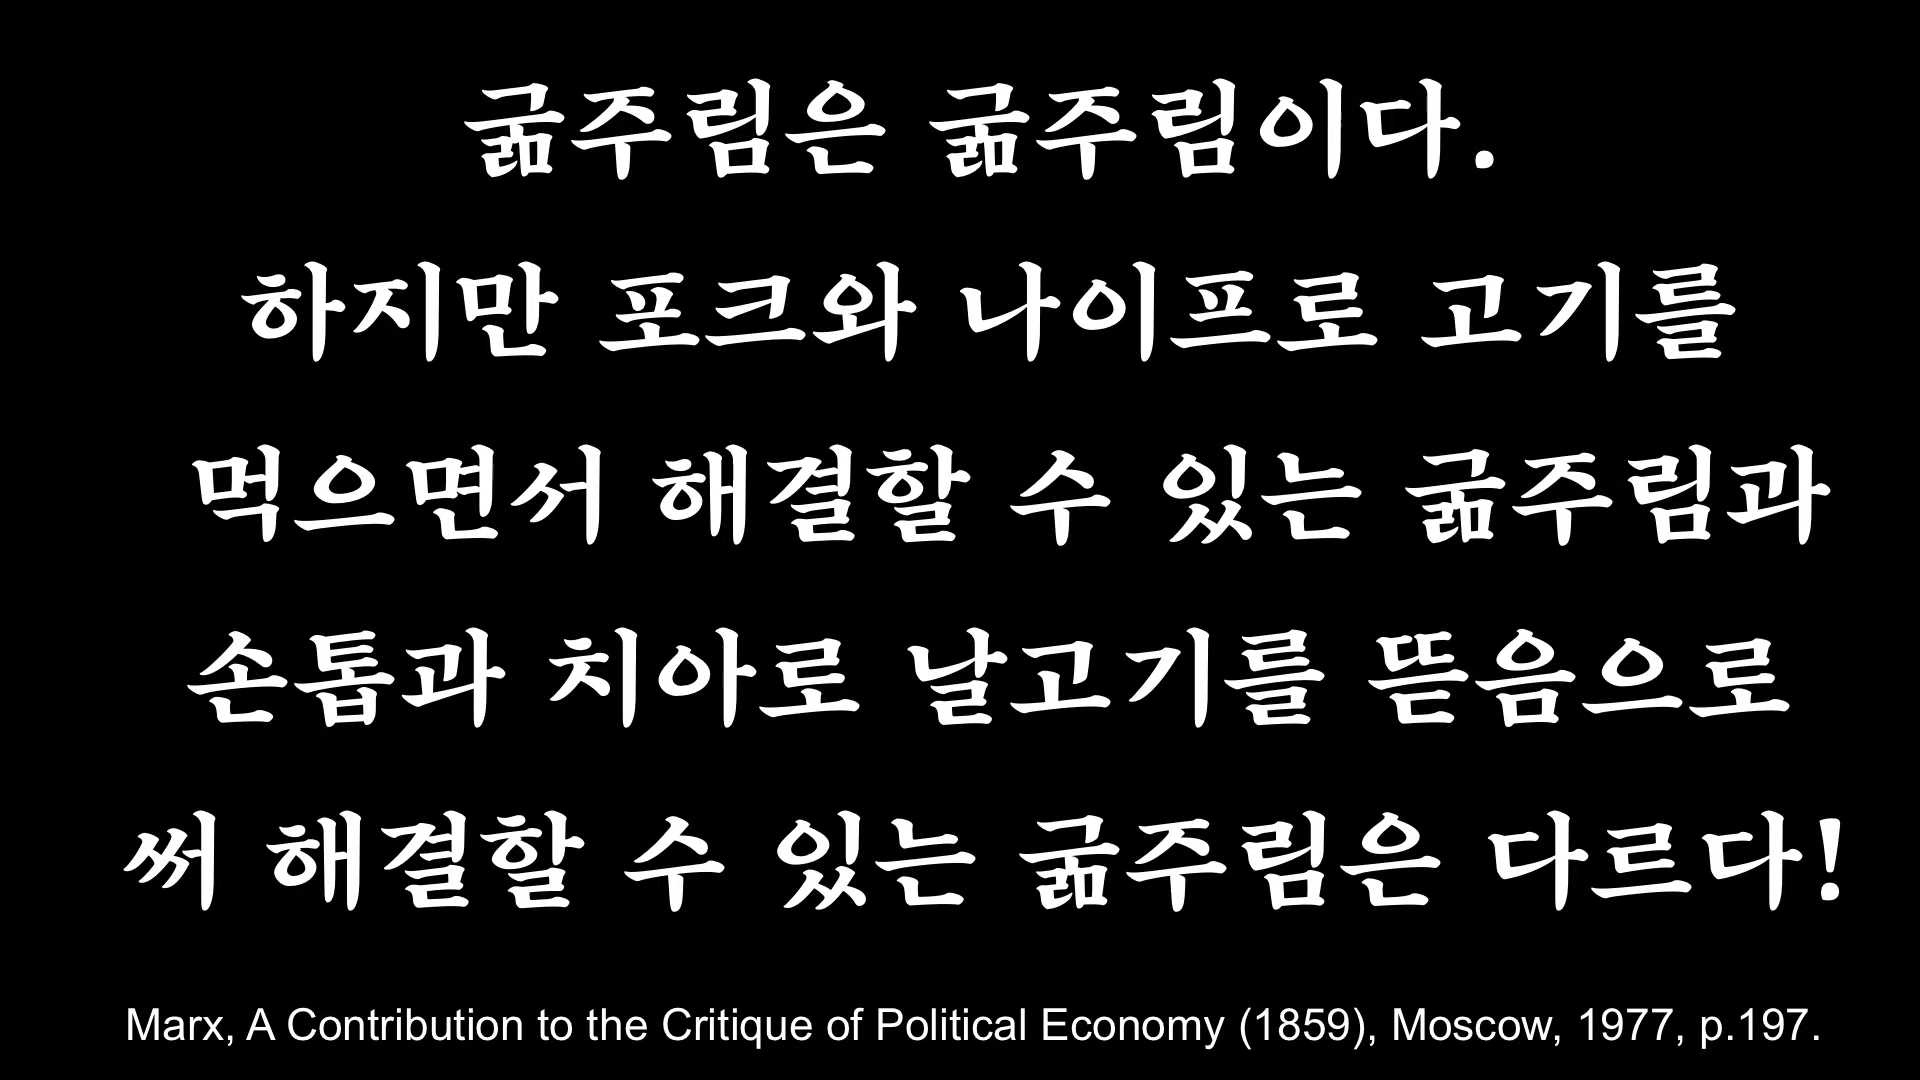 굶주림은 굶주림이다.
하지만 포크와 나이프로 고기를
먹으면서 해결할 수 있는 굶주림과
손톱과 치아로 날고기를 뜯음으로
써 해결할 수 있는 굶주림은 다르다!
Marx, A Contribution to the Critique of Political Economy (1859), Moscow, 1977, p.197.